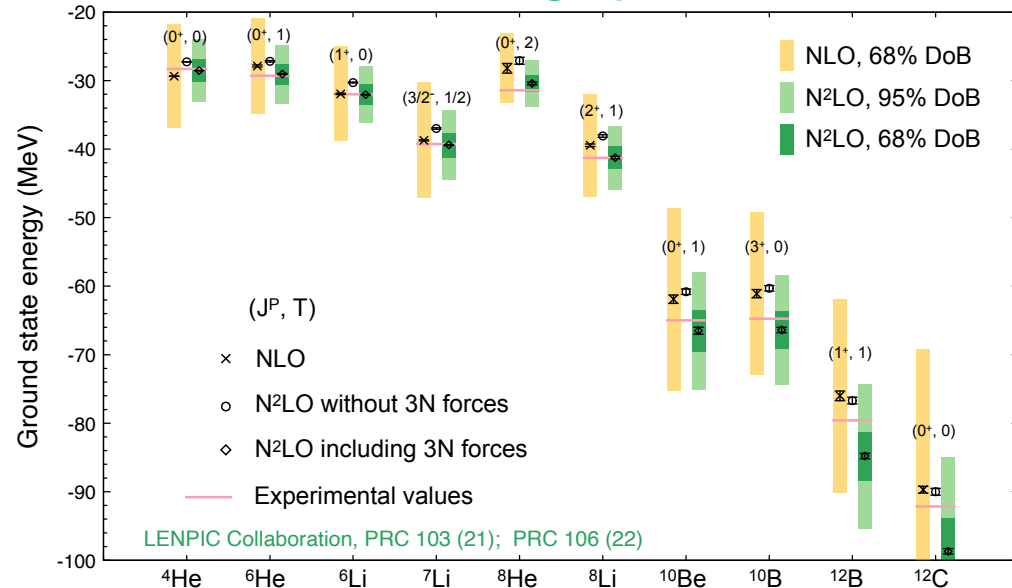 -20
-30
-40
-50
-60
-70
-80
-90
-100
Ground state energy (MeV)
(0⁺, 0)
(0⁺, 1)
(1⁺, 0)
(3/2⁻, 1/2)
(0⁺, 2)
(2⁺, 1)
(0⁺, 1)
(3⁺, 0)
(1⁺, 1)
(0⁺, 0)
NLO, 68% DoB
N²LO, 95% DoB
N²LO, 68% DoB
(Jᴾ, T)
NLO
N²LO without 3N forces
N²LO including 3N forces
Experimental values
LENPIC Collaboration, PRC 103 (21); PRC 106 (22)
⁴He ⁶He ⁶Li ⁷Li ⁸He ⁸Li ¹⁰Be ¹⁰B ¹²B ¹²C